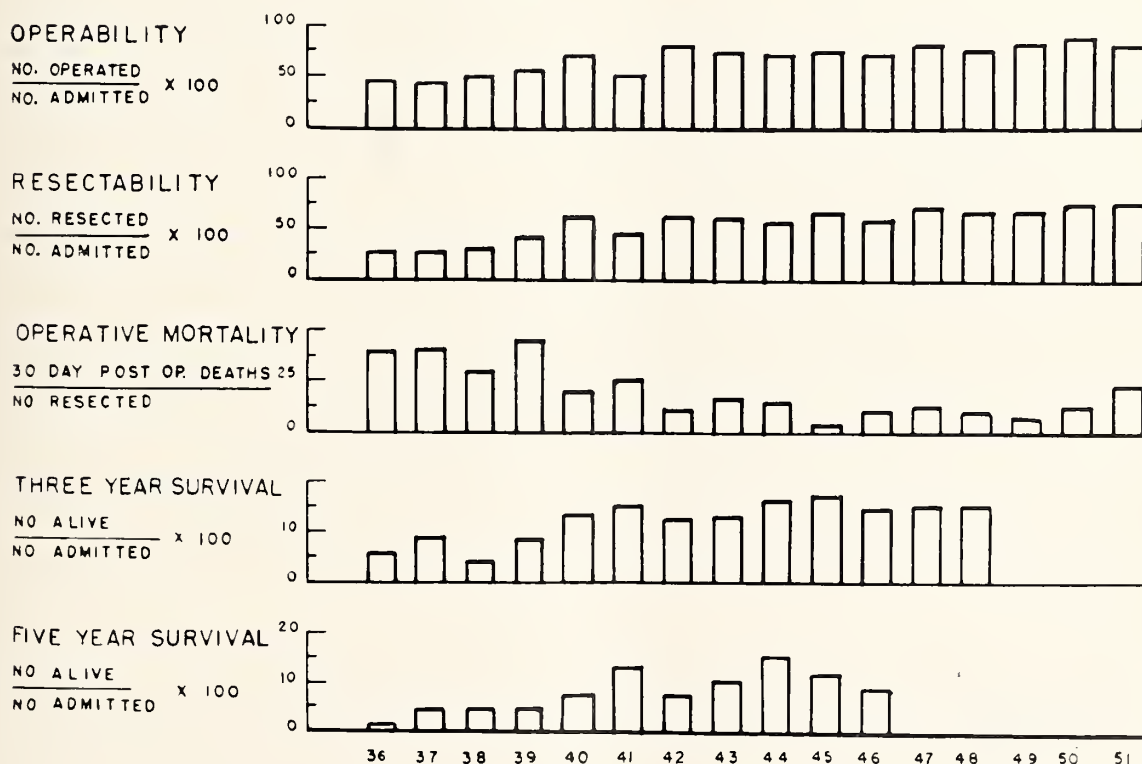 OPERABILITY
NO. OPERATED
NO. ADMITTED
X 100
100
50
0
RESECTABILITY
NO. RESECTED
NO. ADMITTED
X 100
100
50
0
OPERATIVE MORTALITY
30 DAY POST OP. DEATHS
NO RESECTED
25
0
THREE YEAR SURVIVAL
NO ALIVE
NO ADMITTED
X 100
10
0
FIVE YEAR SURVIVAL
NO ALIVE
NO ADMITTED
X 100
20
10
0
36 37 38 39 40 41 42 43 44 45 46 47 48 49 50 51